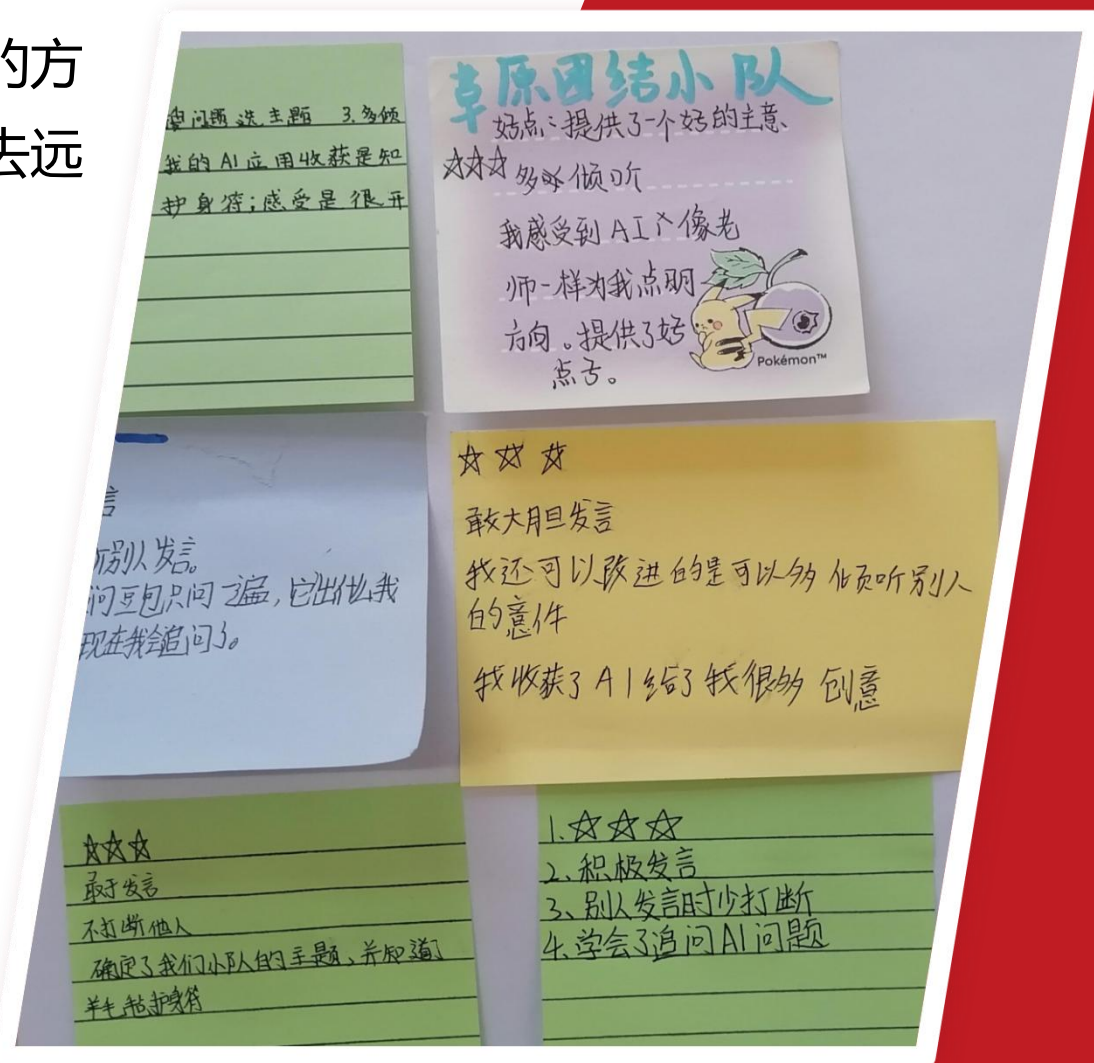 的方
去远
问题选主题 3.多倾
我的AI应用收获是知
护身符;感受是很开
草原团结小队
好点:提供了一个好的主意、
☆☆☆ 多倾听
我感受到AI像老
师一样为我点明
方向。提供了好
点子。
Pokémon™
言
听别人发言。
问豆包只问一遍,它出什么我
现在我会追问了。
☆☆☆
敢大胆旦发言
我还可以改进的是可以多倾听别人
的意件
我收获了AI给了我很多创意
☆☆☆
敢于发言
不打断他人
确定了我们小队的主题、并知道了
羊毛毡护身符
1.☆☆☆
2、积极发言
3、别人发言时少打断
4.学会了追问AI问题